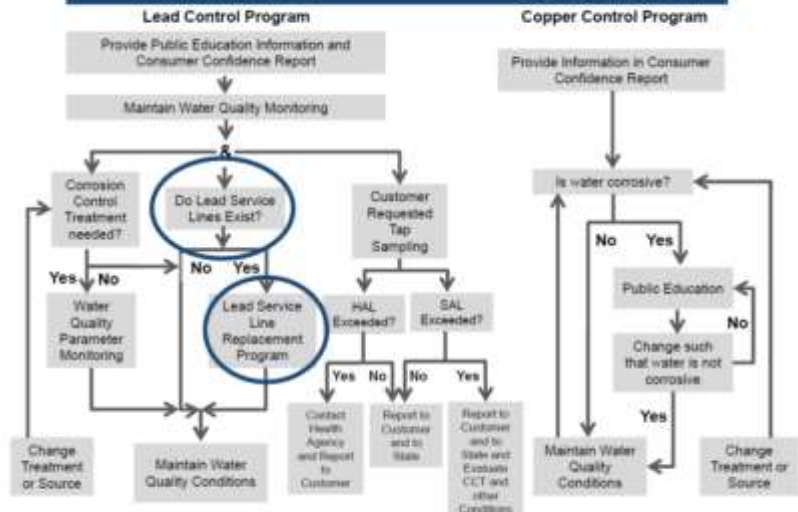 Lead Control Program
Provide Public Education Information and
Consumer Confidence Report
Maintain Water Quality Monitoring
&
Corrosion
Control
Treatment
needed?
Do Lead Service
Lines Exist?
Customer
Requested
Tap
Sampling
Yes
No
No
Yes
Water
Quality
Parameter
Monitoring
Lead Service
Line
Replacement
Program
HAL
Exceeded?
SAL
Exceeded?
Yes
No
No
Yes
Change
Treatment
or Source
Maintain Water
Quality Conditions
Contact
Health
Agency
and Report
to
Customer
Report to
Customer
and to
State
Report to
Customer
and to
State and
Evaluate
CCT and
other
Conditions
Copper Control Program
Provide Information in Consumer
Confidence Report
Is water corrosive?
No
Yes
Public Education
No
Change such
that water is not
corrosive
Yes
Maintain Water
Quality
Conditions
Change
Treatment or
Source